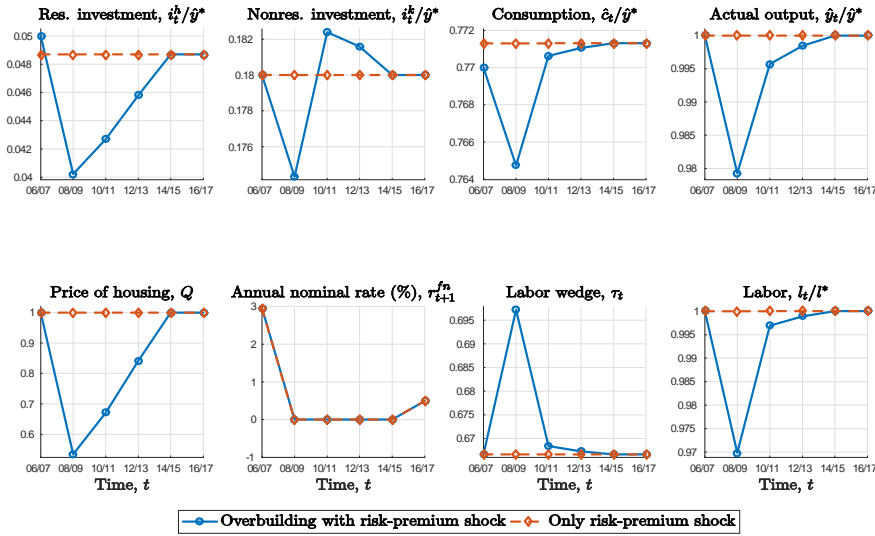 Res. investment, i_t^h/ŷ*
Nonres. investment, i_t^k/ŷ*
Consumption, ĉ_t/ŷ*
Actual output, ŷ_t/ŷ*
0.05
0.048
0.046
0.044
0.042
0.04
06/07 08/09 10/11 12/13 14/15 16/17
0.182
0.18
0.178
0.176
06/07 08/09 10/11 12/13 14/15 16/17
0.772
0.77
0.768
0.766
0.764
06/07 08/09 10/11 12/13 14/15 16/17
1
0.995
0.99
0.985
0.98
06/07 08/09 10/11 12/13 14/15 16/17
Price of housing, Q
Annual nominal rate (%), r_{t+1}^{fn}
Labor wedge, τ_t
Labor, l_t/l*
1
0.9
0.8
0.7
0.6
06/07 08/09 10/11 12/13 14/15 16/17
Time, t
3
2
1
0
-1
06/07 08/09 10/11 12/13 14/15 16/17
Time, t
0.695
0.69
0.685
0.68
0.675
0.67
06/07 08/09 10/11 12/13 14/15 16/17
Time, t
1
0.995
0.99
0.985
0.98
0.975
0.97
06/07 08/09 10/11 12/13 14/15 16/17
Time, t
Overbuilding with risk-premium shock
Only risk-premium shock